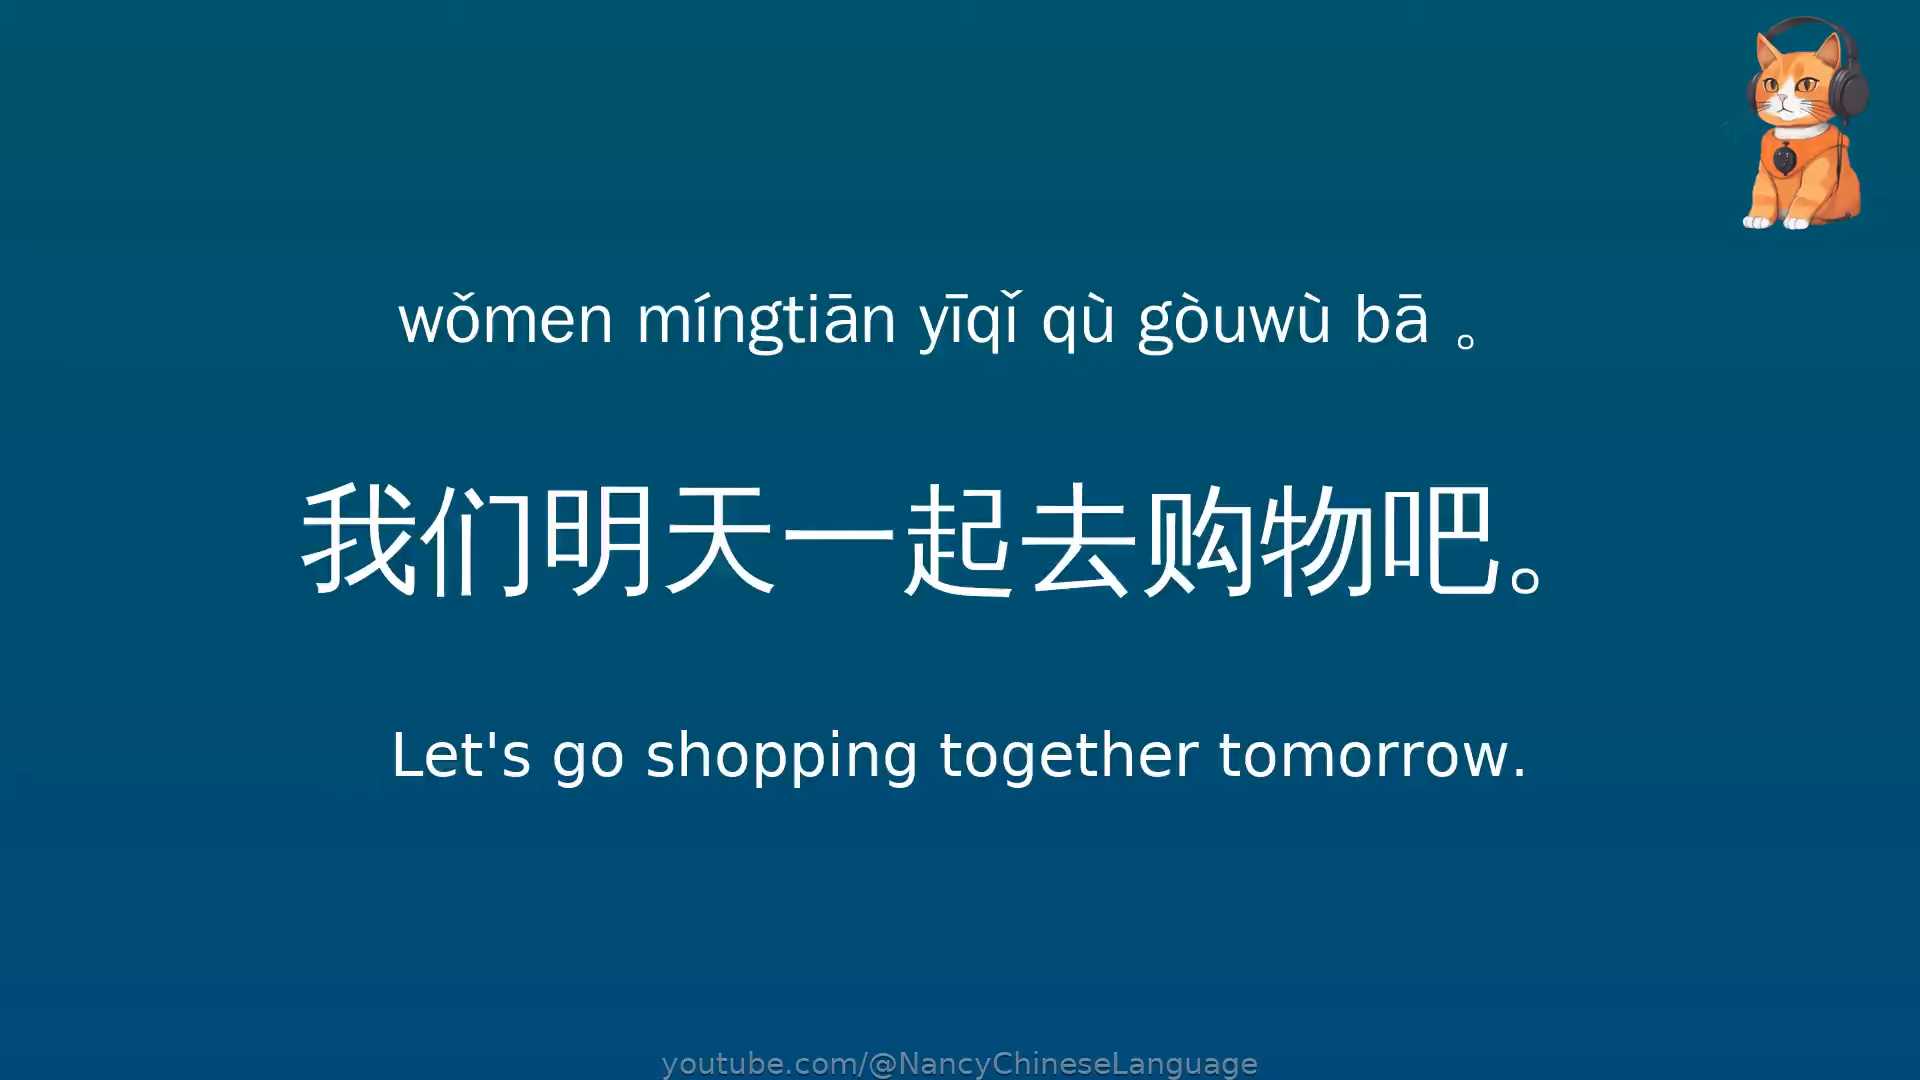 wǒmen míngtiān yīqǐ qù gòuwù bā 。
我们明天一起去购物吧。
Let's go shopping together tomorrow.
youtube.com/@NancyChineseLanguage